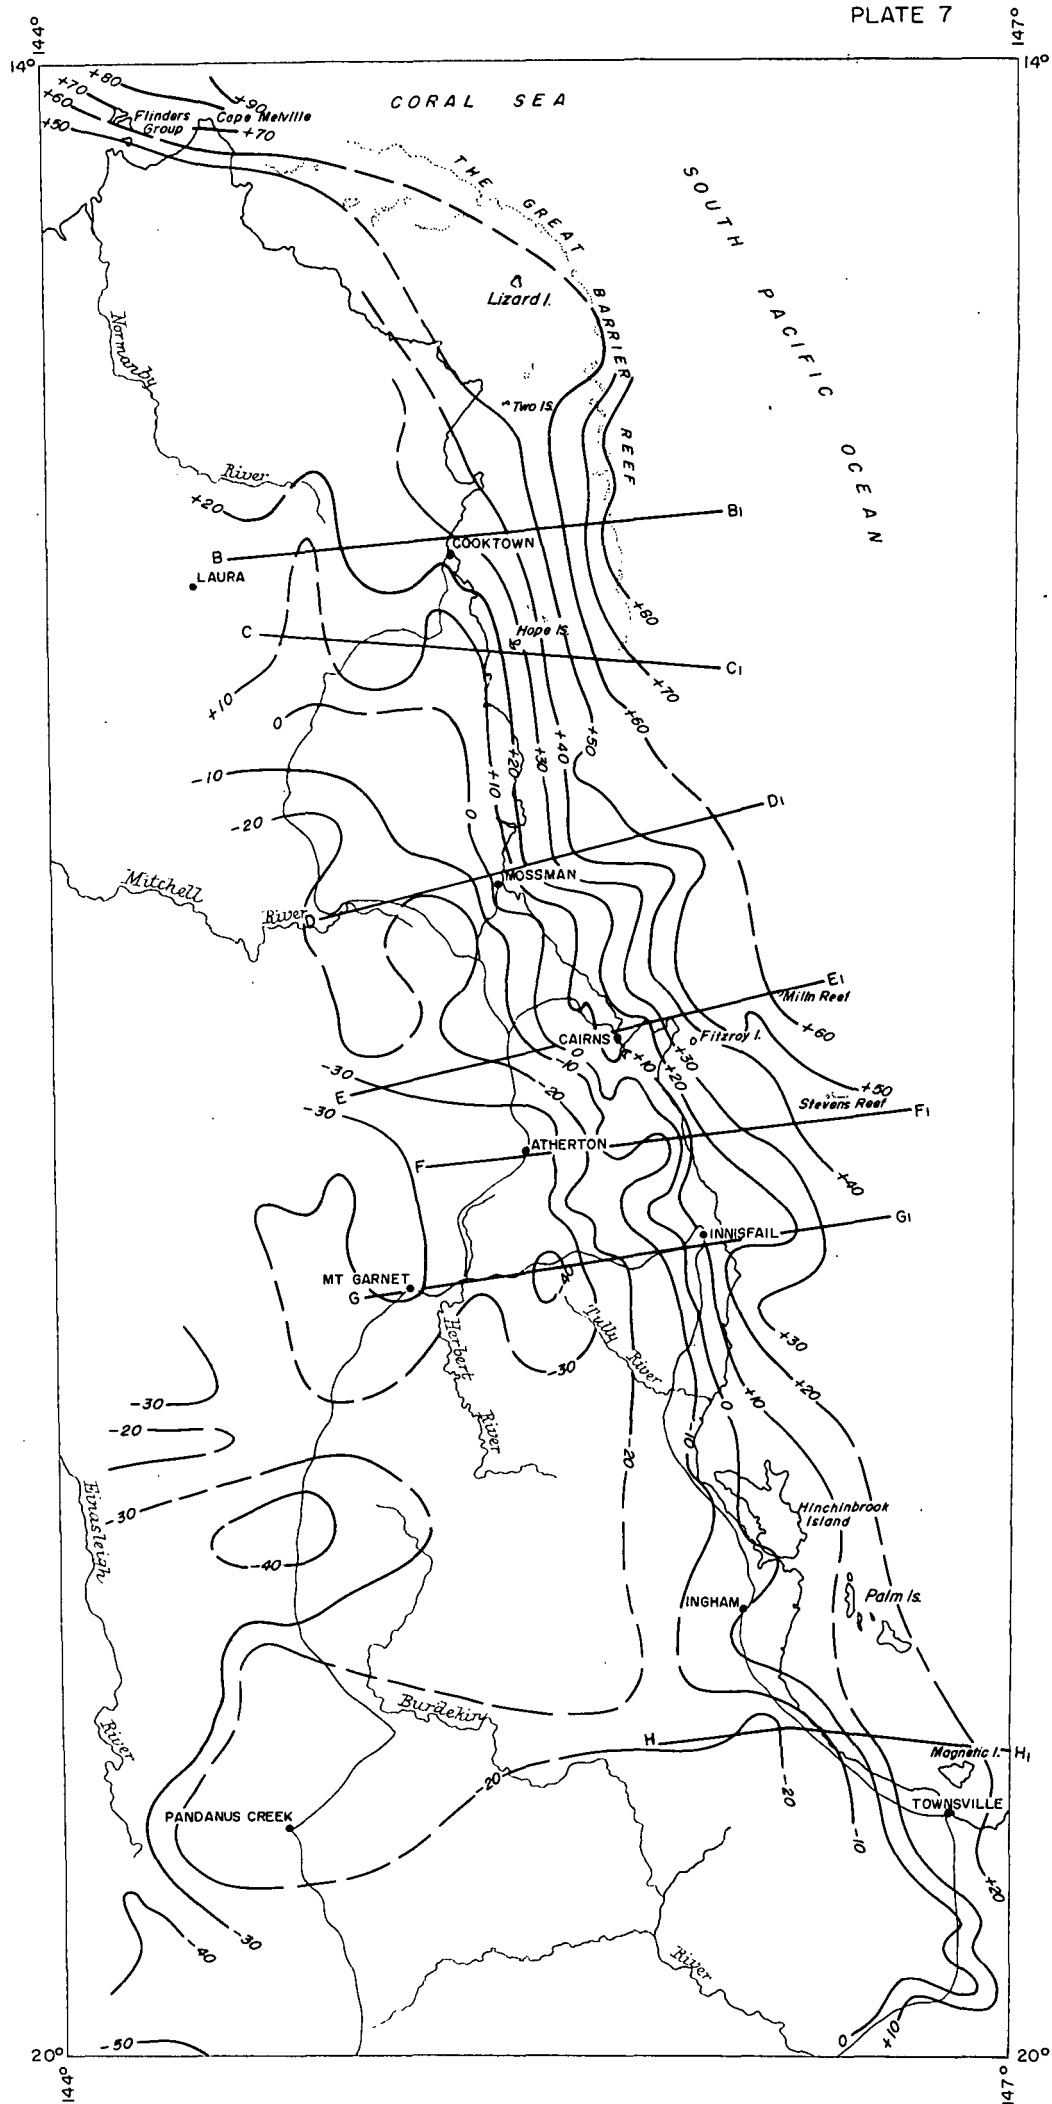 PLATE 7
144°
147°
14°
14°
+80
+70
+60
+50
+90
CORAL SEA
Flinders
Group
Cape Melville
+70
THE GREAT
BARRIER
REEF
SOUTH PACIFIC OCEAN
Lizard I.
Normanby
River
Two Is.
+20
B
B1
COOKTOWN
LAURA
+80
C
Hope Is.
C1
+70
+10
0
+60
+50
+40
+30
+20
+10
0
-10
-20
D1
MOSSMAN
Mitchell
River
D
E1
Miln Reef
+60
CAIRNS
Fitzroy I.
0
+10
+30
-10
+20
-30
-20
+50
E
Stevens Reef
-30
F1
ATHERTON
F
+40
G1
INNISFAIL
MT GARNET
G
Herbert
River
Tully
River
+30
-30
+20
+10
0
-10
-20
-30
-20
-30
Einasleigh
River
-40
Hinchinbrook
Island
INGHAM
Palm Is.
Burdekin
H
H1
Magnetic I.
-20
-20
TOWNSVILLE
PANDANUS CREEK
-10
+20
-30
-40
River
-50
0
+10
20°
20°
144°
147°